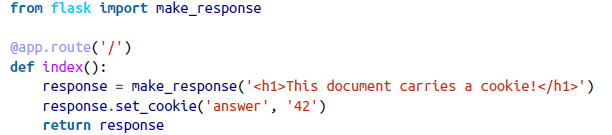 from flask import make_response
@app.route('/')
def index():
    response = make_response('<h1>This document carries a cookie!</h1>')
    response.set_cookie('answer', '42')
    return response